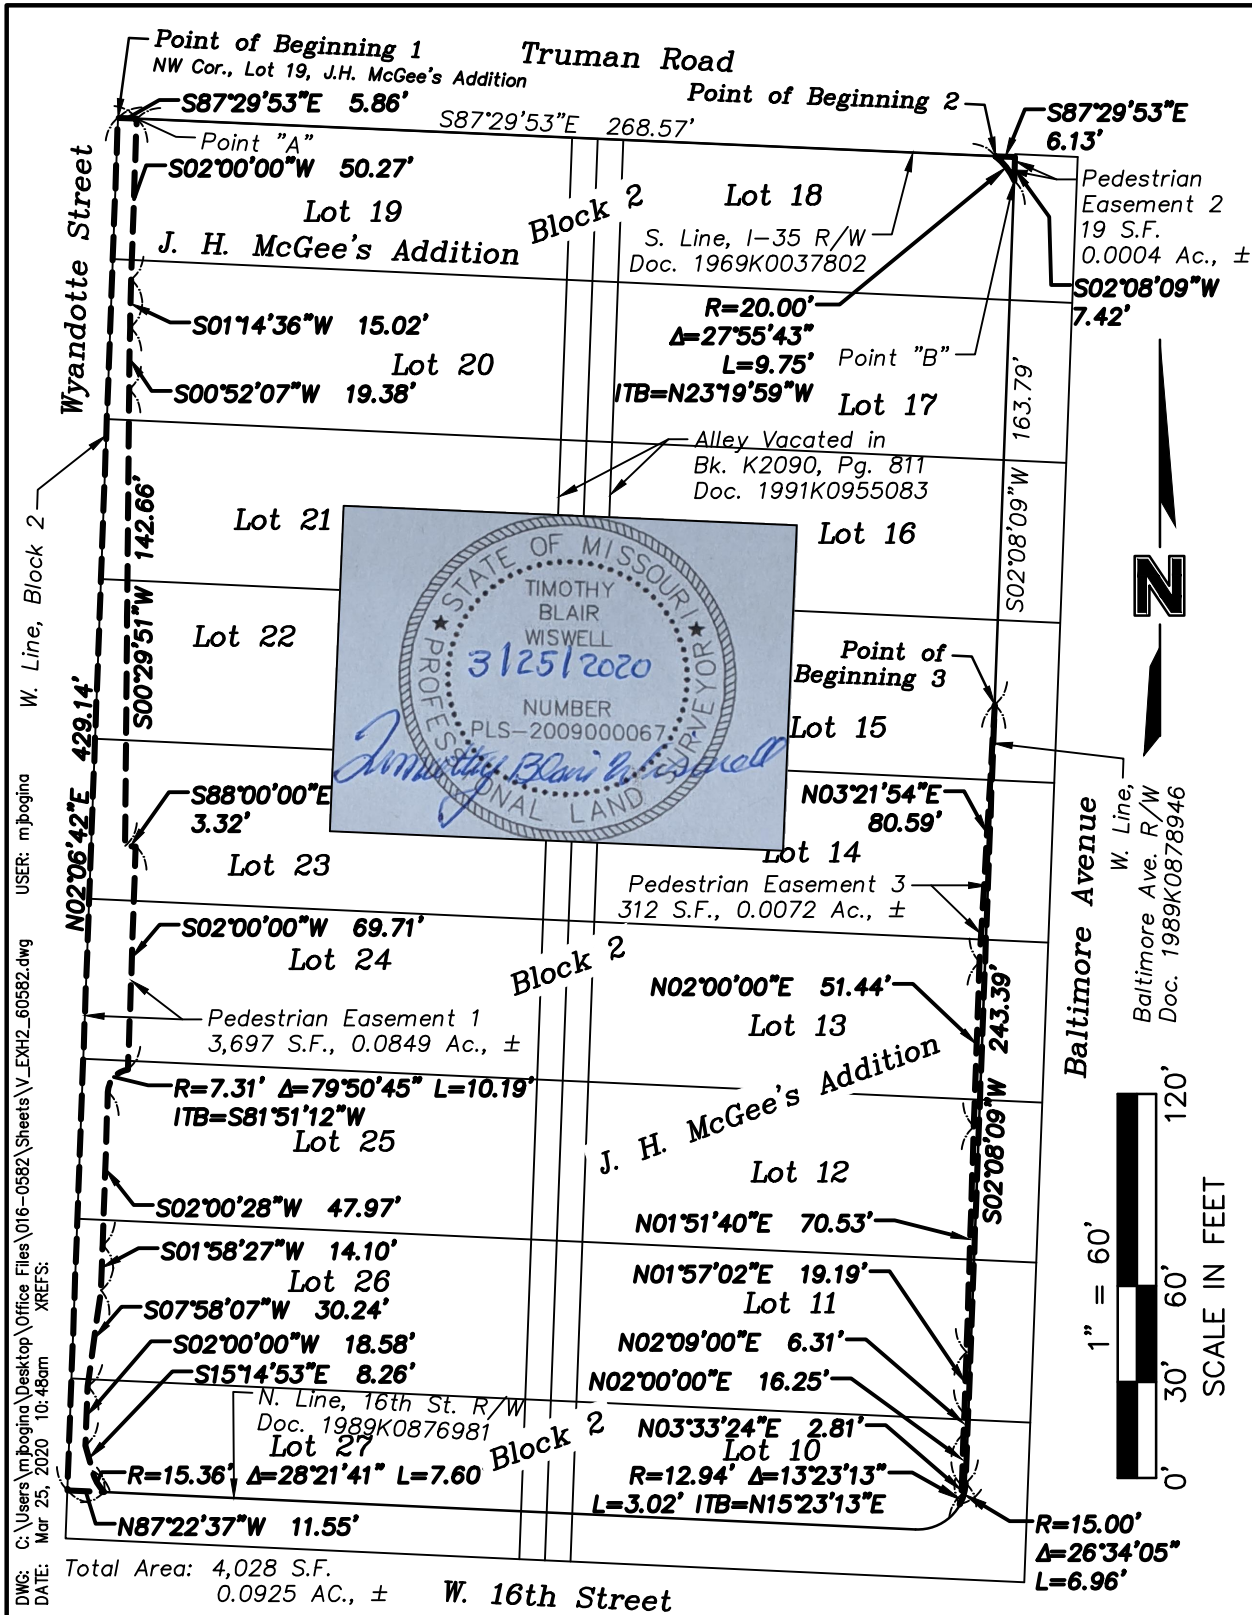 Point of Beginning 1
NW Cor., Lot 19, J.H. McGee's Addition
Truman Road
Point of Beginning 2
S87°29'53"E
6.13'
S87°29'53"E 5.86'
S87°29'53"E 268.57'
Point "A"
S02°00'00"W 50.27'
Pedestrian
Easement 2
19 S.F.
0.0004 Ac., ±
Wyandotte Street
Lot 19
Block 2
Lot 18
J. H. McGee's Addition
S. Line, I-35 R/W
Doc. 1969K0037802
S02°08'09"W
7.42'
R=20.00'
Δ=27°55'43"
L=9.75'
ITB=N23°19'59"W
Point "B"
S01°14'36"W 15.02'
Lot 20
S00°52'07"W 19.38'
Lot 17
S02°08'09"W 163.79'
Alley Vacated in
Bk. K2090, Pg. 811
Doc. 1991K0955083
W. Line, Block 2
S00°29'51"W 142.66'
Lot 21
Lot 16
STATE OF MISSOURI
TIMOTHY
BLAIR
WISWELL
3/25/2020
NUMBER
PLS-2009000067
PROFESSIONAL LAND SURVEYOR
Timothy Blair Wiswell
N
Lot 22
Point of
Beginning 3
Lot 15
N02°06'42"E 429.14'
S88°00'00"E
3.32'
N03°21'54"E
80.59'
W. Line,
Baltimore Ave. R/W
Doc. 1989K0878946
Baltimore Avenue
Lot 23
Lot 14
Pedestrian Easement 3
312 S.F., 0.0072 Ac., ±
S02°00'00"W 69.71'
Lot 24
Block 2
N02°00'00"E 51.44'
Lot 13
S02°08'09"W 243.39'
Pedestrian Easement 1
3,697 S.F., 0.0849 Ac., ±
J. H. McGee's Addition
R=7.31' Δ=79°50'45" L=10.19'
ITB=S81°51'12"W
Lot 25
Lot 12
S02°00'28"W 47.97'
N01°51'40"E 70.53'
S01°58'27"W 14.10'
Lot 26
N01°57'02"E 19.19'
Lot 11
S07°58'07"W 30.24'
N02°09'00"E 6.31'
S02°00'00"W 18.58'
N02°00'00"E 16.25'
S15°14'53"E 8.26'
N. Line, 16th St. R/W
Doc. 1989K0876981
Lot 27
Block 2
N03°33'24"E 2.81'
Lot 10
R=15.36' Δ=28°21'41" L=7.60
R=12.94' Δ=13°23'13"
L=3.02' ITB=N15°23'13"E
N87°22'37"W 11.55'
R=15.00'
Δ=26°34'05"
L=6.96'
1" = 60'
0' 30' 60' 120'
SCALE IN FEET
Total Area: 4,028 S.F.
0.0925 AC., ±
W. 16th Street
DWG: C:\Users\mjbogina\Desktop\Office Files\016-0582\Sheets\V_EXH2_60582.dwg USER: mjbogina
DATE: Mar 25, 2020 10:48am XREFS: